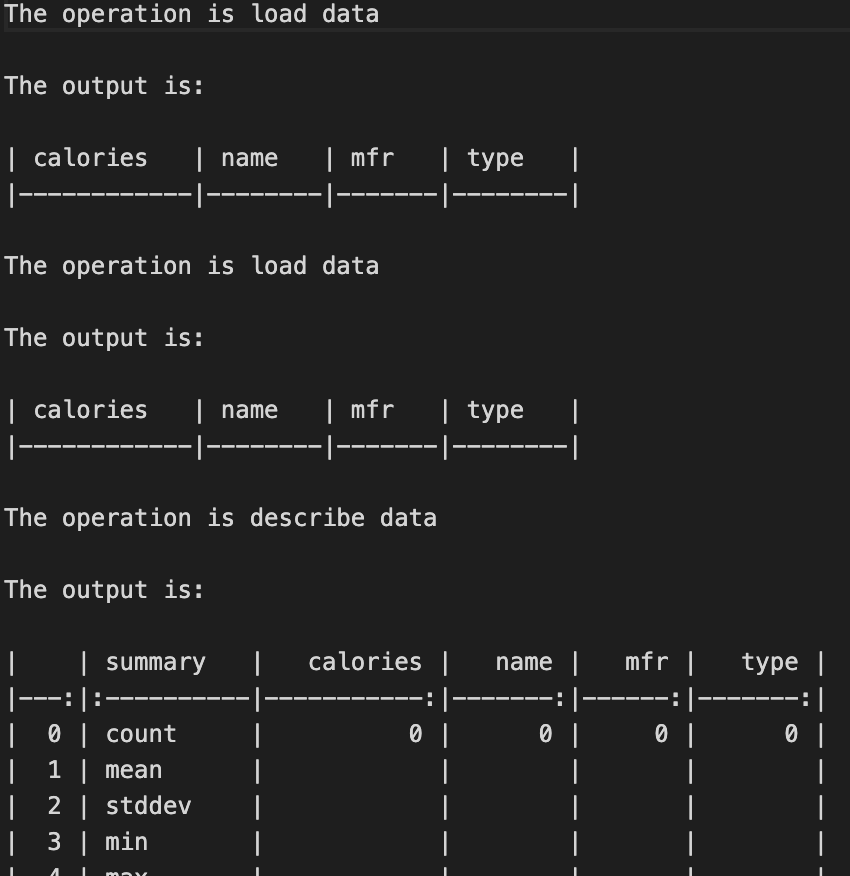 The operation is load data
The output is:
| calories   | name   | mfr   | type   |
|------------|--------|-------|--------|
The operation is load data
The output is:
| calories   | name   | mfr   | type   |
|------------|--------|-------|--------|
The operation is describe data
The output is:
|    | summary   |   calories |   name |   mfr |   type |
|---:|:----------|-----------:|-------:|------:|-------:|
|  0 | count     |          0 |      0 |     0 |      0 |
|  1 | mean      |            |        |       |        |
|  2 | stddev    |            |        |       |        |
|  3 | min       |            |        |       |        |
|  4 | max       |            |        |       |        |